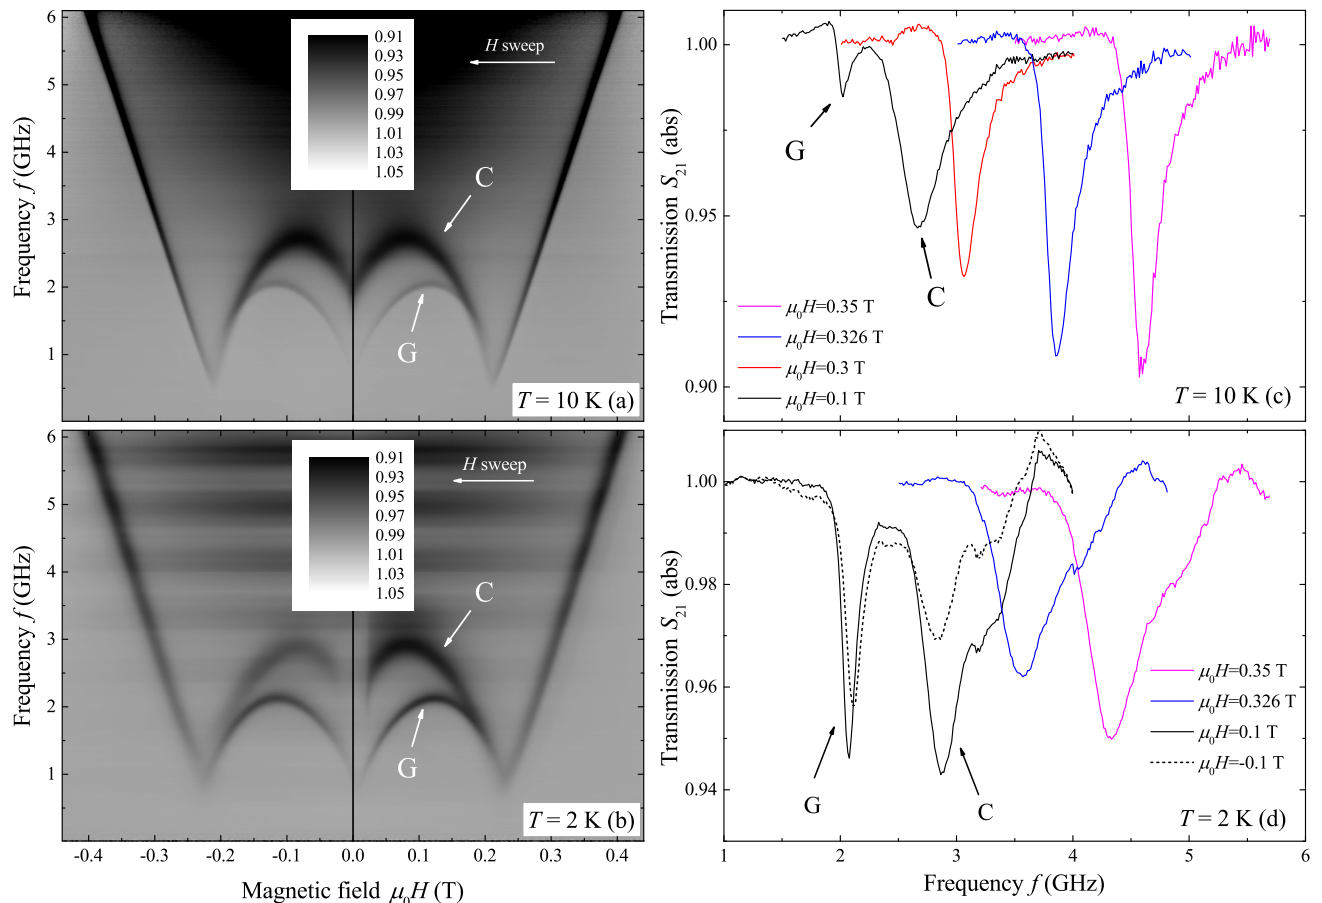 6
5
4
3
2
1
Frequency f (GHz)
0.91
0.93
0.95
0.97
0.99
1.01
1.03
1.05
H sweep
C
G
T = 10 K (a)
6
5
4
3
2
1
Frequency f (GHz)
0.91
0.93
0.95
0.97
0.99
1.01
1.03
1.05
H sweep
C
G
T = 2 K (b)
-0.4 -0.3 -0.2 -0.1 0.0 0.1 0.2 0.3 0.4
Magnetic field μ₀H (T)
1.00
0.95
0.90
Transmission S₂₁ (abs)
G
C
μ₀H=0.35 T
μ₀H=0.326 T
μ₀H=0.3 T
μ₀H=0.1 T
T = 10 K (c)
1.00
0.98
0.96
0.94
Transmission S₂₁ (abs)
G
C
μ₀H=0.35 T
μ₀H=0.326 T
μ₀H=0.1 T
μ₀H=-0.1 T
T = 2 K (d)
1 2 3 4 5 6
Frequency f (GHz)